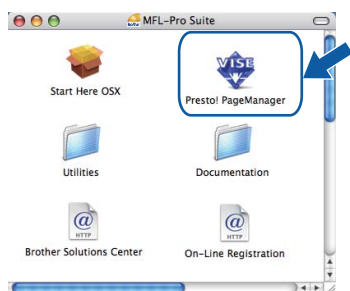 MFL-Pro Suite
VISE
Start Here OSX
Presto! PageManager
Utilities
Documentation
@
HTTP
@
HTTP
Brother Solutions Center
On-Line Registration